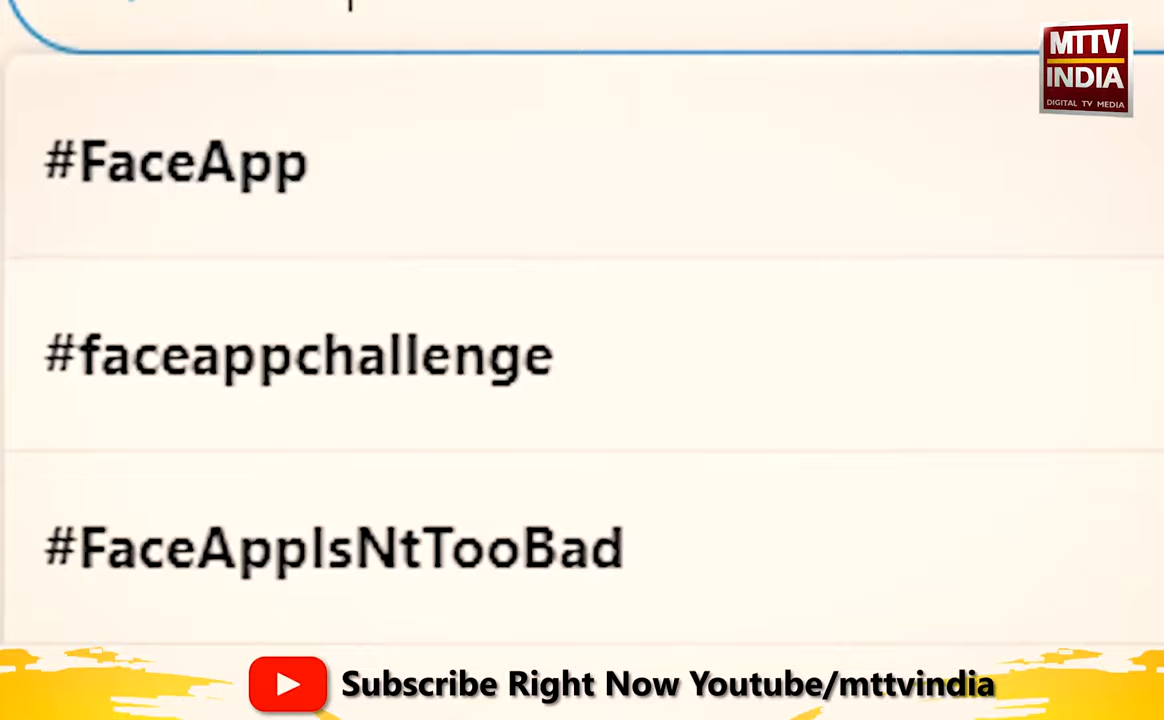 MTTV
INDIA
DIGITAL TV MEDIA
#FaceApp
#faceappchallenge
#FaceAppIsNtTooBad
Subscribe Right Now Youtube/mttvindia